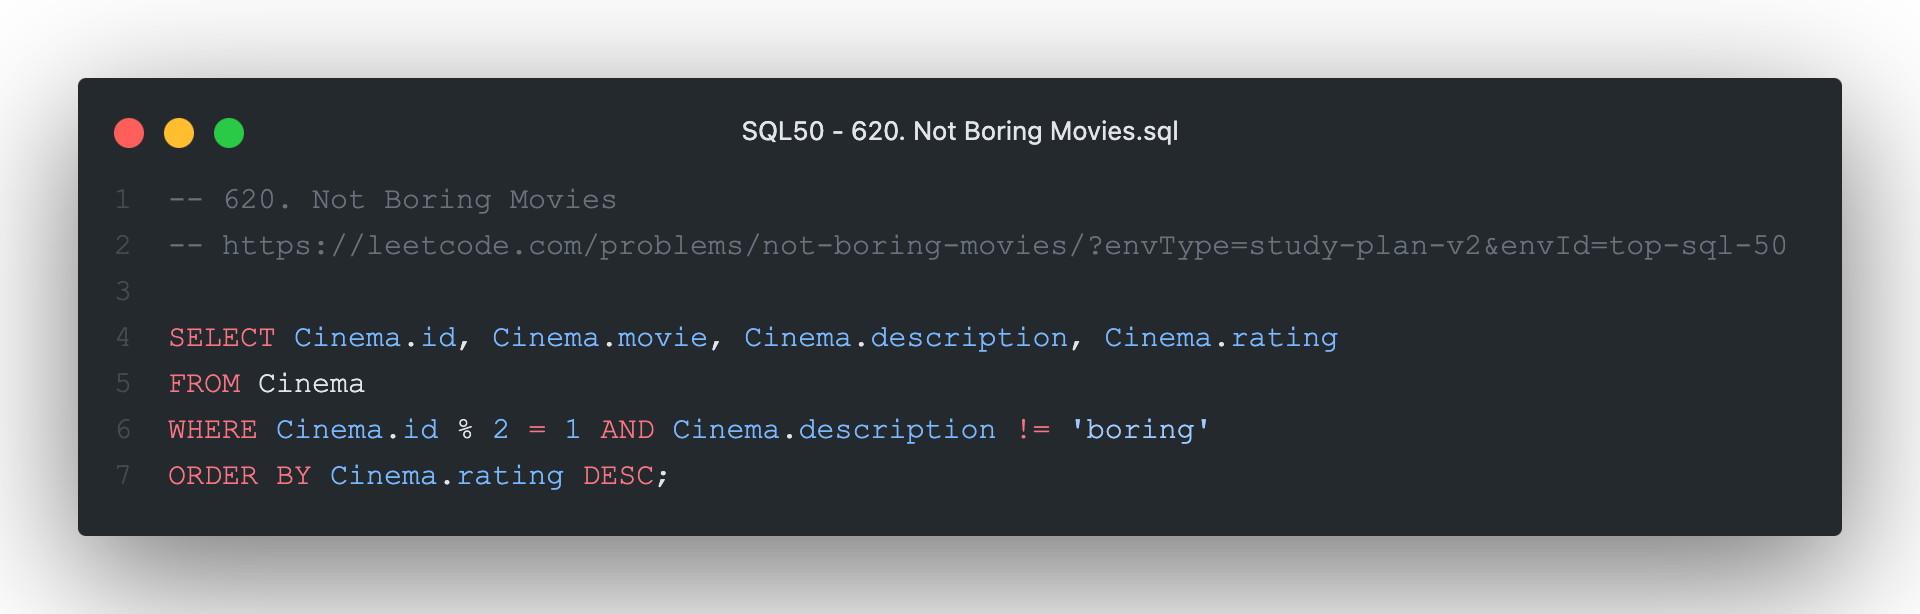 SQL50 - 620. Not Boring Movies.sql
1 -- 620. Not Boring Movies
2 -- https://leetcode.com/problems/not-boring-movies/?envType=study-plan-v2&envId=top-sql-50
3
4 SELECT Cinema.id, Cinema.movie, Cinema.description, Cinema.rating
5 FROM Cinema
6 WHERE Cinema.id % 2 = 1 AND Cinema.description != 'boring'
7 ORDER BY Cinema.rating DESC;